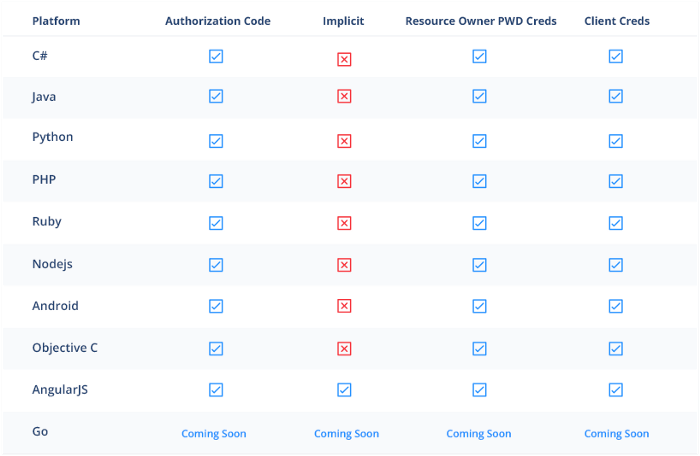 Platform Authorization Code Implicit Resource Owner PWD Creds Client Creds
C#
Java
Python
PHP
Ruby
Nodejs
Android
Objective C
AngularJS
Go Coming Soon Coming Soon Coming Soon Coming Soon